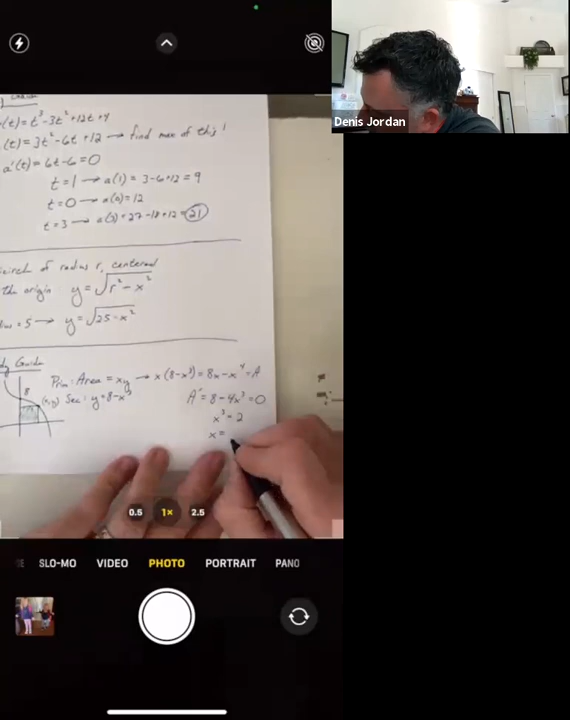 Denis Jordan
(t)=t³-3t²+12t+4
(t)=3t²-6t+12 → find max of this!
a'(t)=6t-6=0
t=1 → a(1)=3-6+12=9
t=0 → a(0)=12
t=3 → a(3)=27-18+12=21
of radius r, centered
the origin y=√r²-x²
=5 → y=√25-x²
Guide
Prim: Area=xy → x(8-x³)=8x-x⁴=A
8
(x,y) Sec: y=8-x³
A'=8-4x³=0
x³=2
x=
0.5 1× 2.5
SLO-MO VIDEO PHOTO PORTRAIT PANO